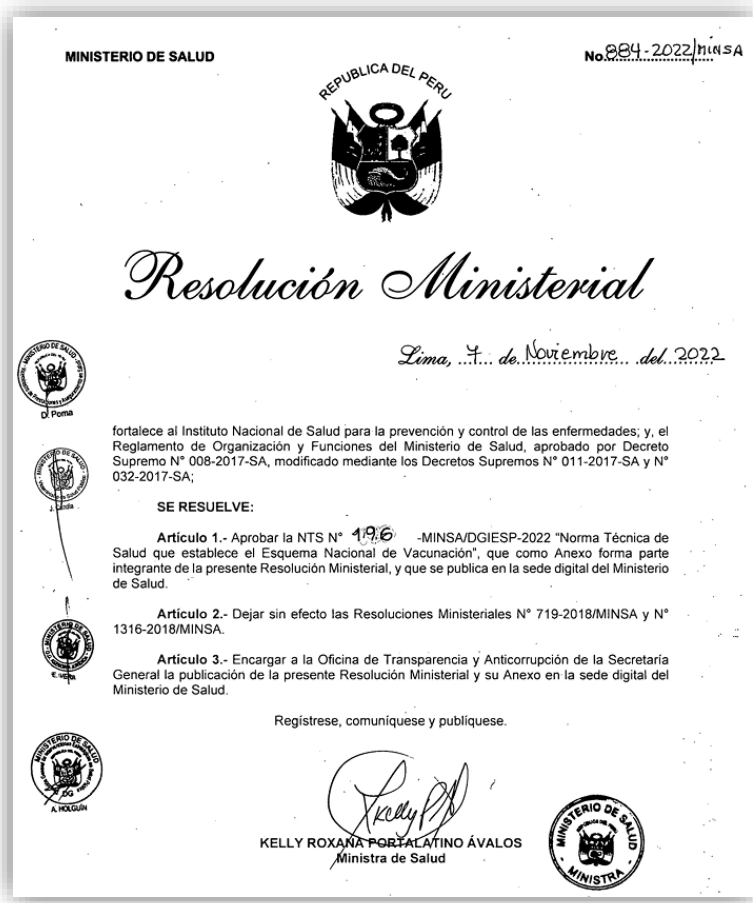 MINISTERIO DE SALUD
No. 884-2022/MINSA
REPUBLICA DEL PERU
Resolución Ministerial
Lima, 7 de Noviembre del 2022
MINISTERIO DE SALUD
D. Poma
fortalece al Instituto Nacional de Salud para la prevención y control de las enfermedades; y, el
Reglamento de Organización y Funciones del Ministerio de Salud, aprobado por Decreto
Supremo N° 008-2017-SA, modificado mediante los Decretos Supremos N° 011-2017-SA y N°
032-2017-SA;
SE RESUELVE:
Artículo 1.- Aprobar la NTS N° 196 -MINSA/DGIESP-2022 "Norma Técnica de
Salud que establece el Esquema Nacional de Vacunación", que como Anexo forma parte
integrante de la presente Resolución Ministerial, y que se publica en la sede digital del Ministerio
de Salud.
Artículo 2.- Dejar sin efecto las Resoluciones Ministeriales N° 719-2018/MINSA y N°
1316-2018/MINSA.
Artículo 3.- Encargar a la Oficina de Transparencia y Anticorrupción de la Secretaría
General la publicación de la presente Resolución Ministerial y su Anexo en la sede digital del
Ministerio de Salud.
Regístrese, comuníquese y publíquese.
MINISTERIO DE SALUD
DG
A. HOLGUÍN
KELLY ROXANA PORTALATINO ÁVALOS
Ministra de Salud
MINISTERIO DE SALUD
MINISTRA